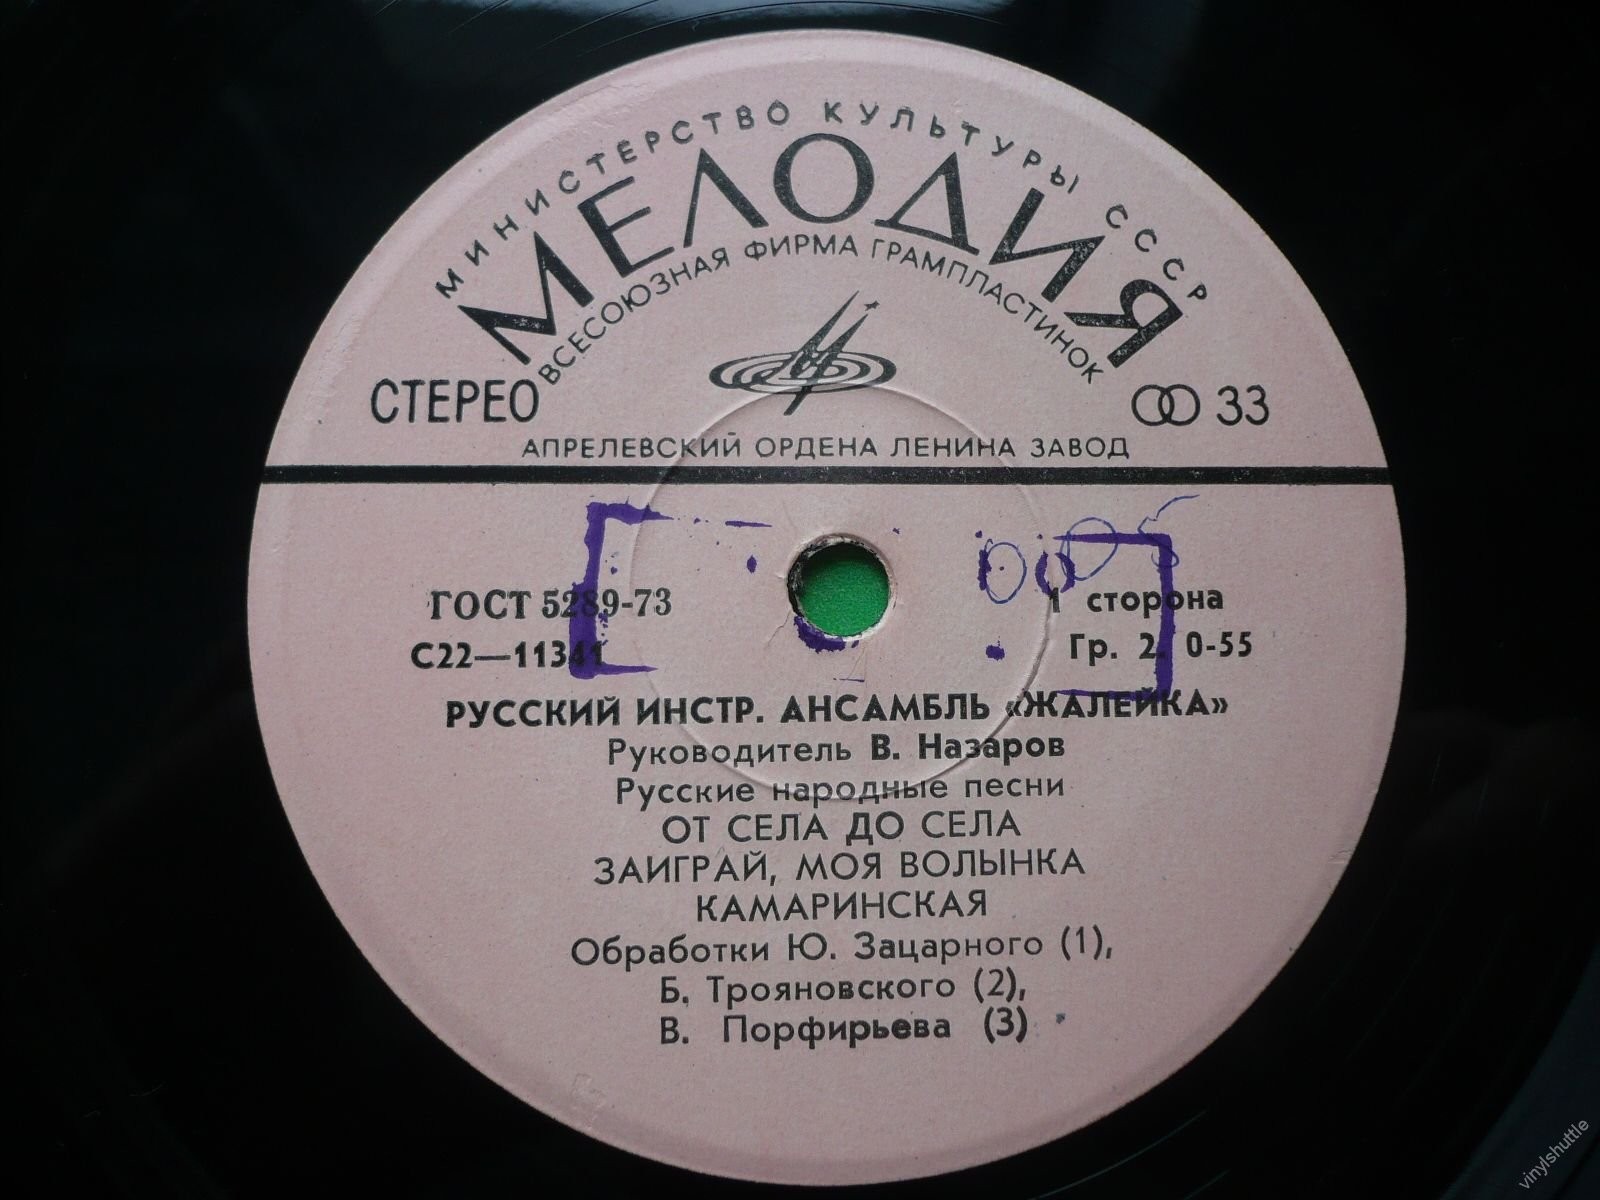 МИНИСТЕРСТВО КУЛЬТУРЫ СССР
МЕЛОДИЯ
ВСЕСОЮЗНАЯ ФИРМА ГРАМПЛАСТИНОК
СТЕРЕО
33
АПРЕЛЕВСКИЙ ОРДЕНА ЛЕНИНА ЗАВОД
ГОСТ 5289-73
1 сторона
С22—11341
Гр. 2. 0-55
РУССКИЙ ИНСТР. АНСАМБЛЬ «ЖАЛЕЙКА»
Руководитель В. Назаров
Русские народные песни
ОТ СЕЛА ДО СЕЛА
ЗАИГРАЙ, МОЯ ВОЛЫНКА
КАМАРИНСКАЯ
Обработки Ю. Зацарного (1),
Б. Трояновского (2),
В. Порфирьева (3)
vinylshuttle